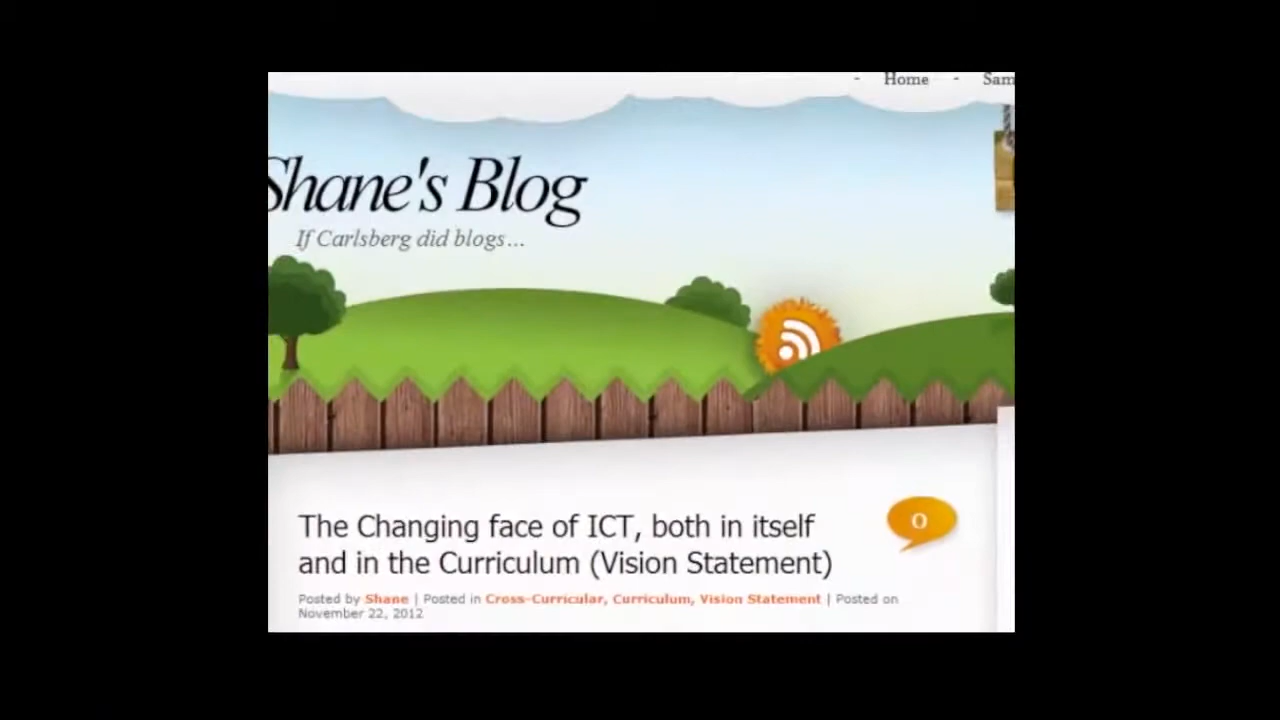 - Home - Sam
Shane's Blog
If Carlsberg did blogs...
The Changing face of ICT, both in itself
0
and in the Curriculum (Vision Statement)
Posted by Shane | Posted in Cross-Curricular, Curriculum, Vision Statement | Posted on
November 22, 2012